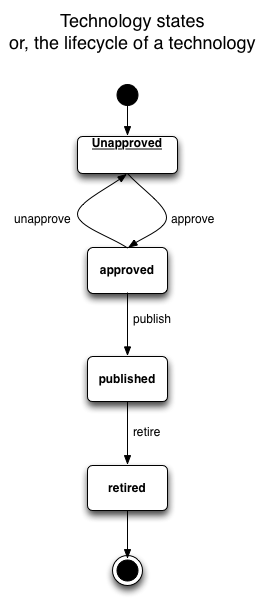 Technology states
or, the lifecycle of a technology
Unapproved
unapprove
approve
approved
publish
published
retire
retired